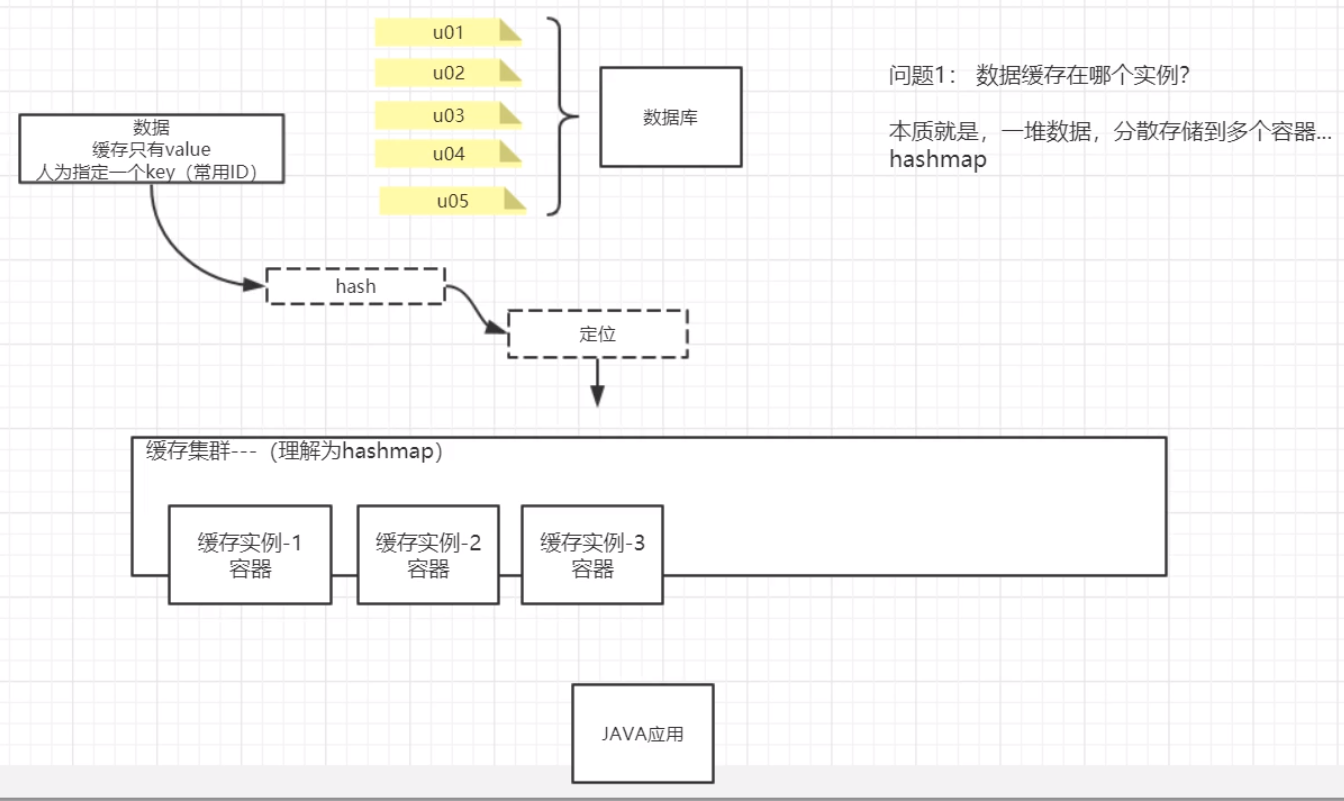 u01
u02
u03
u04
u05
数据库
问题1： 数据缓存在哪个实例？
本质就是，一堆数据，分散存储到多个容器...
hashmap
数据
缓存只有value
人为指定一个key（常用ID）
hash
定位
缓存集群---（理解为hashmap）
缓存实例-1
容器
缓存实例-2
容器
缓存实例-3
容器
JAVA应用